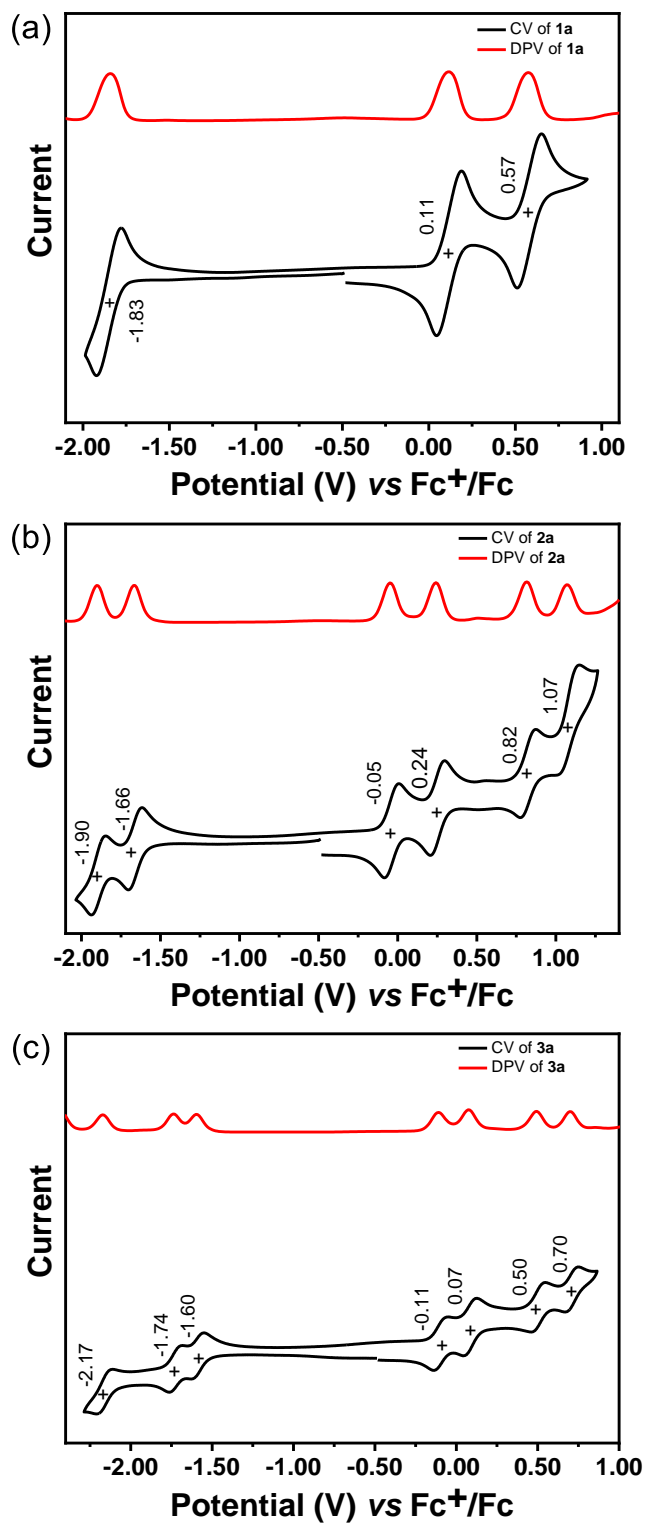 (a)
CV of 1a
DPV of 1a
Current
-1.83
0.11
0.57
-2.00 -1.50 -1.00 -0.50 0.00 0.50 1.00
Potential (V) vs Fc+/Fc
(b)
CV of 2a
DPV of 2a
Current
-1.90
-1.66
-0.05
0.24
0.82
1.07
-2.00 -1.50 -1.00 -0.50 0.00 0.50 1.00
Potential (V) vs Fc+/Fc
(c)
CV of 3a
DPV of 3a
Current
-2.17
-1.74
-1.60
-0.11
0.07
0.50
0.70
-2.00 -1.50 -1.00 -0.50 0.00 0.50 1.00
Potential (V) vs Fc+/Fc